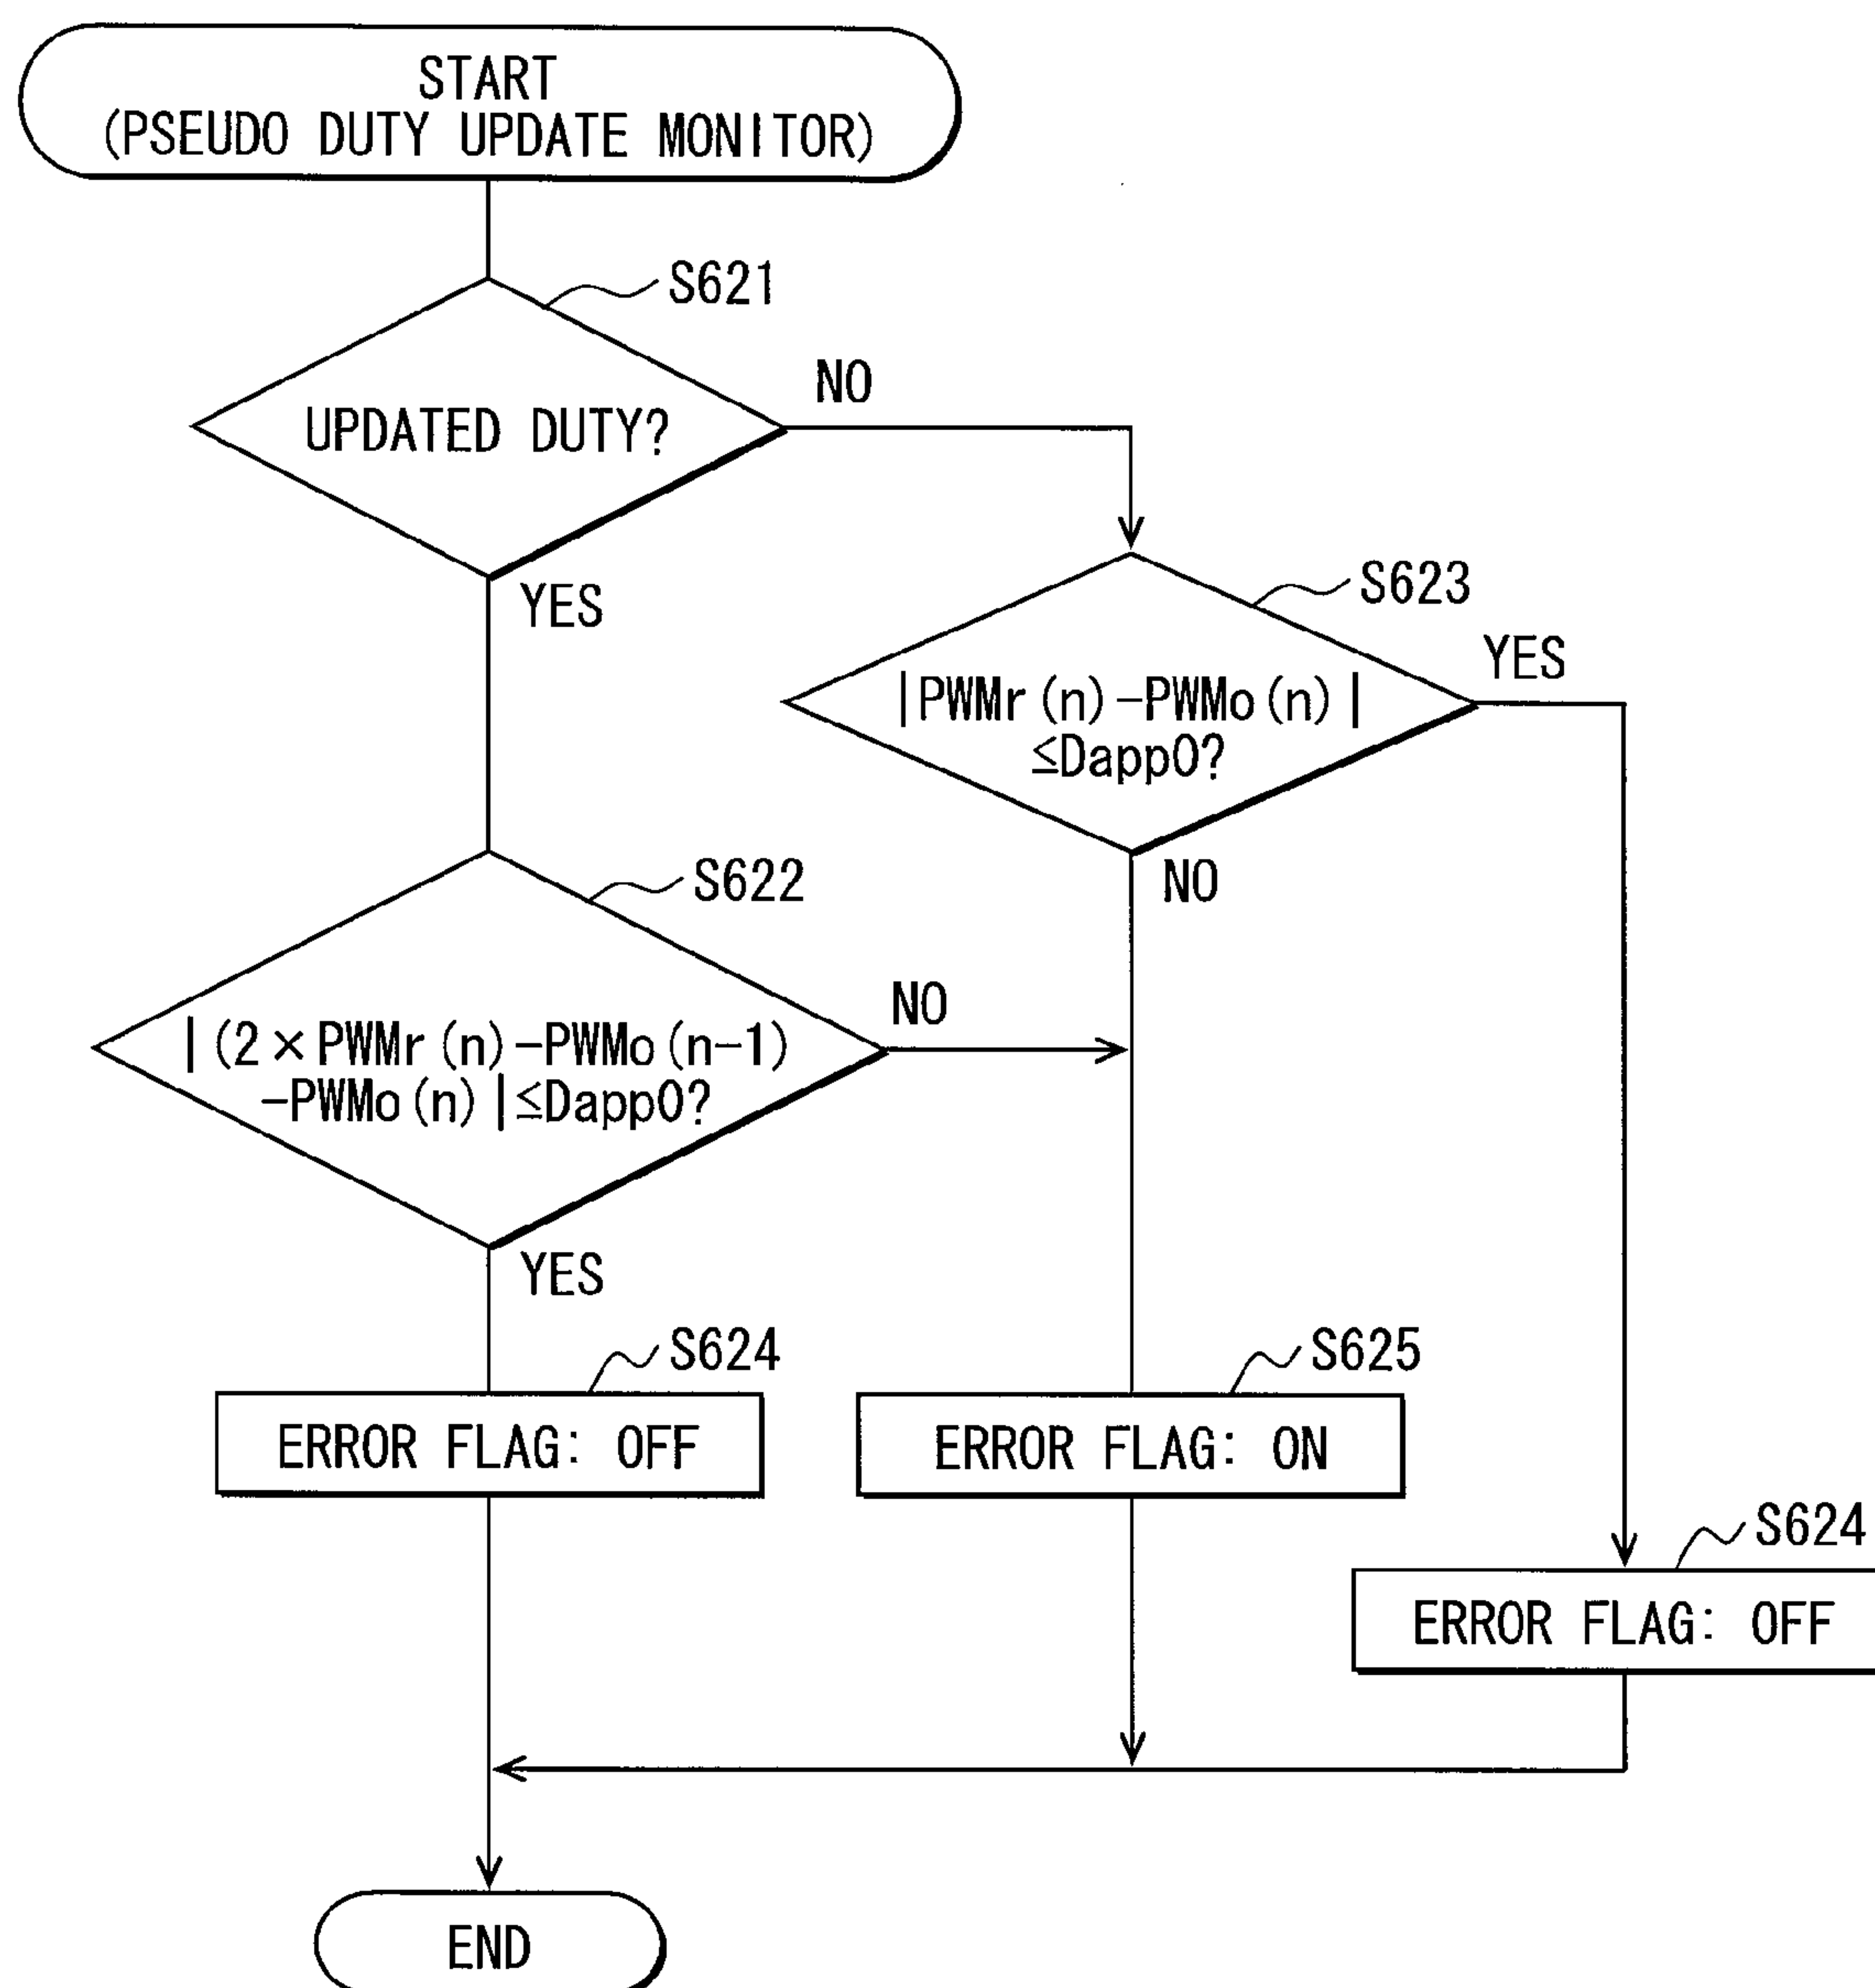 START
(PSEUDO DUTY UPDATE MONITOR)
S621
UPDATED DUTY?
NO
YES
S623
|PWMr(n)-PWMo(n)|
≦Dapp0?
YES
NO
S622
|(2×PWMr(n)-PWMo(n-1)
-PWMo(n)|≦Dapp0?
NO
YES
S624
ERROR FLAG: OFF
S625
ERROR FLAG: ON
S624
ERROR FLAG: OFF
END